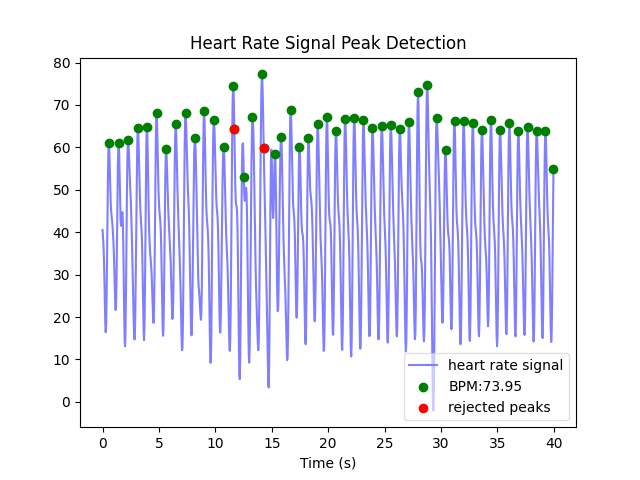 Heart Rate Signal Peak Detection
80
70
60
50
40
30
20
10
0
heart rate signal
BPM:73.95
rejected peaks
0 5 10 15 20 25 30 35 40
Time (s)